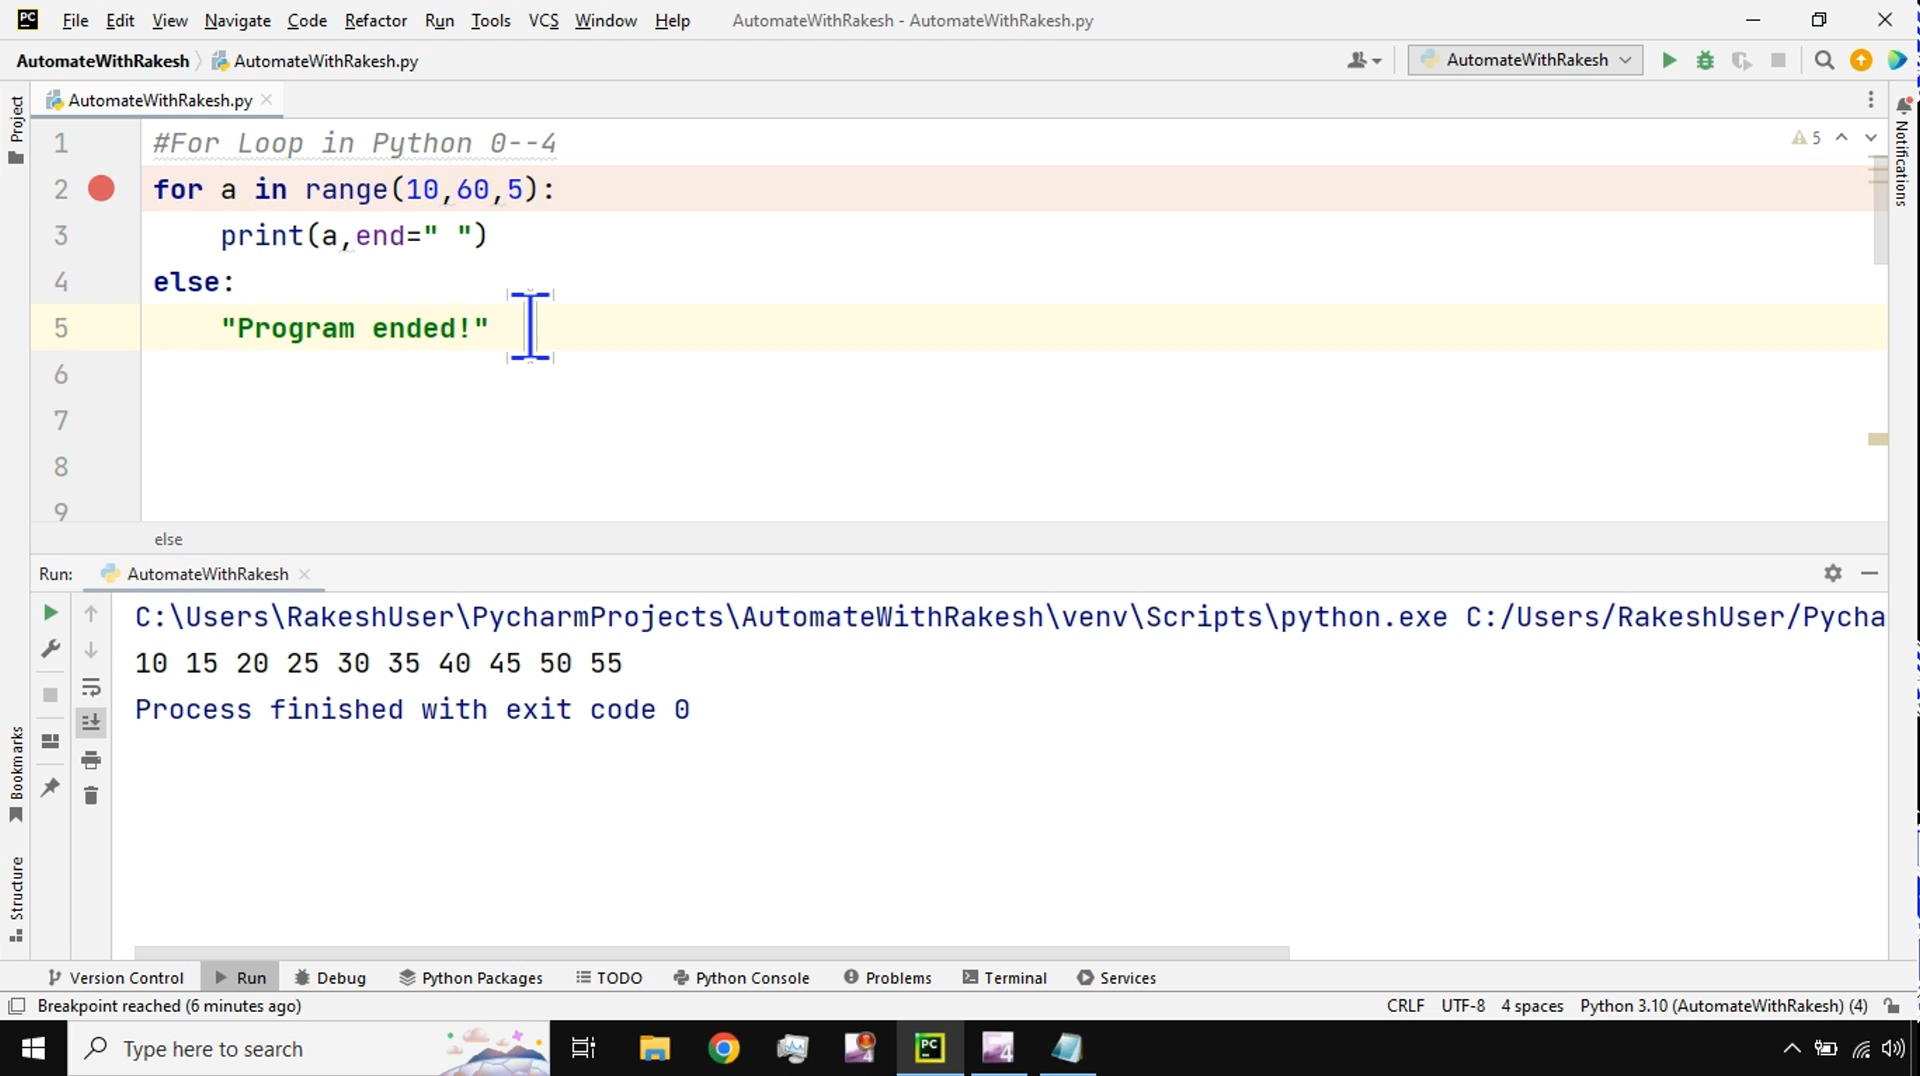 PC File Edit View Navigate Code Refactor Run Tools VCS Window Help AutomateWithRakesh - AutomateWithRakesh.py
AutomateWithRakesh AutomateWithRakesh.py AutomateWithRakesh
Project
AutomateWithRakesh.py
Notifications
5
1 #For Loop in Python 0--4
2 for a in range(10,60,5):
3 print(a,end=" ")
4 else:
5 "Program ended!"
6
7
8
9
else
Run: AutomateWithRakesh
C:\Users\RakeshUser\PycharmProjects\AutomateWithRakesh\venv\Scripts\python.exe C:/Users/RakeshUser/Pycha
10 15 20 25 30 35 40 45 50 55
Process finished with exit code 0
Bookmarks
Structure
Version Control Run Debug Python Packages TODO Python Console Problems Terminal Services
Breakpoint reached (6 minutes ago) CRLF UTF-8 4 spaces Python 3.10 (AutomateWithRakesh) (4)
Type here to search 4 PC 4